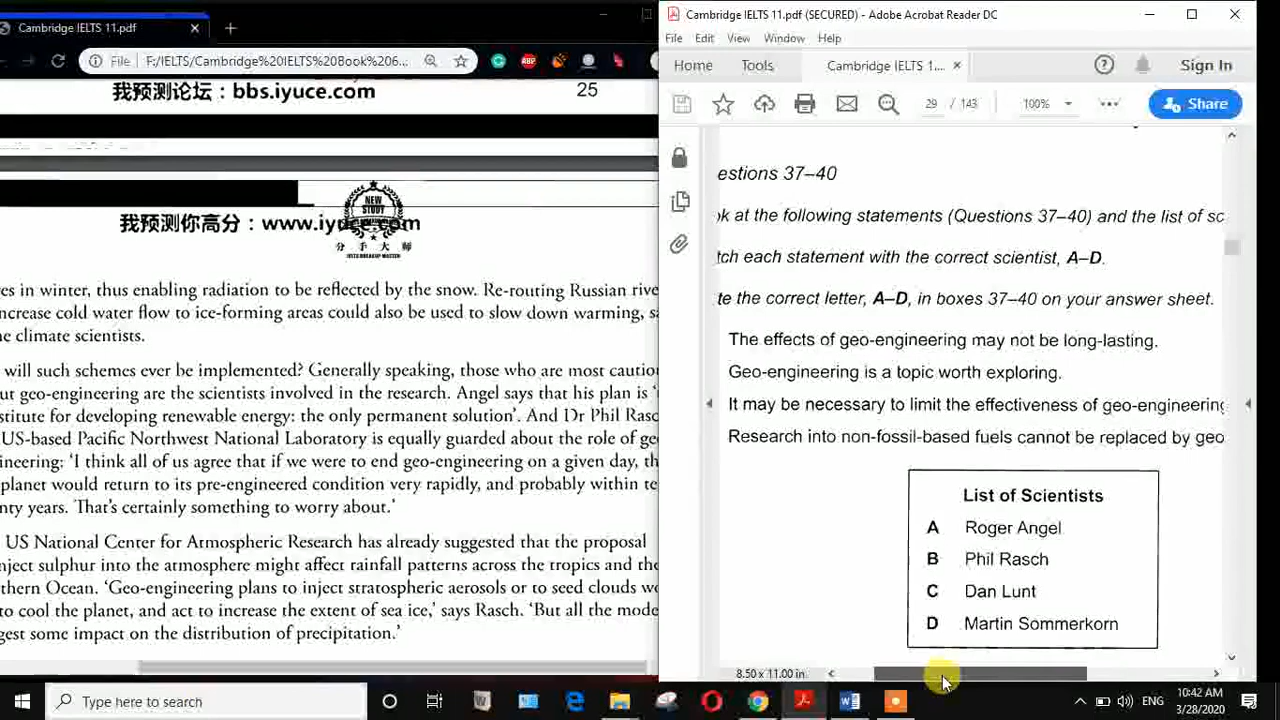 Cambridge IELTS 11.pdf
File F:/IELTS/Cambridge%20IELTS%20Book%206...
ABP
我预测论坛：bbs.iyuce.com
25
NEW
STUDY
我预测你高分：www.iyuce.com
分 手 大 师
es in winter, thus enabling radiation to be reflected by the snow. Re-routing Russian rive
ncrease cold water flow to ice-forming areas could also be used to slow down warming, sa
e climate scientists.
will such schemes ever be implemented? Generally speaking, those who are most cautio
ut geo-engineering are the scientists involved in the research. Angel says that his plan is 'n
stitute for developing renewable energy: the only permanent solution'. And Dr Phil Rasc
US-based Pacific Northwest National Laboratory is equally guarded about the role of ge
ineering: 'I think all of us agree that if we were to end geo-engineering on a given day, th
planet would return to its pre-engineered condition very rapidly, and probably within te
nty years. That's certainly something to worry about.'
US National Center for Atmospheric Research has already suggested that the proposal
nject sulphur into the atmosphere might affect rainfall patterns across the tropics and the
thern Ocean. 'Geo-engineering plans to inject stratospheric aerosols or to seed clouds wo
to cool the planet, and act to increase the extent of sea ice,' says Rasch. 'But all the mode
gest some impact on the distribution of precipitation.'
Cambridge IELTS 11.pdf (SECURED) - Adobe Acrobat Reader DC
File Edit View Window Help
Home Tools Cambridge IELTS 1... Sign In
29 / 143 100% Share
estions 37–40
ok at the following statements (Questions 37–40) and the list of sc
tch each statement with the correct scientist, A–D.
te the correct letter, A–D, in boxes 37–40 on your answer sheet.
The effects of geo-engineering may not be long-lasting.
Geo-engineering is a topic worth exploring.
It may be necessary to limit the effectiveness of geo-engineering
Research into non-fossil-based fuels cannot be replaced by geo
List of Scientists
A Roger Angel
B Phil Rasch
C Dan Lunt
D Martin Sommerkorn
8.50 x 11.00 in
Type here to search
ENG
10:42 AM
3/28/2020